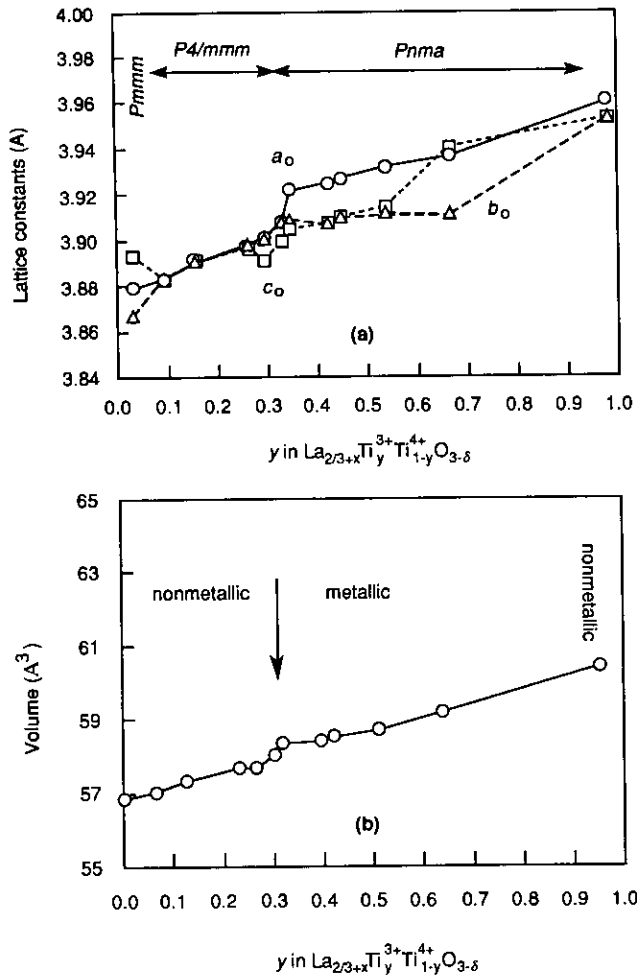 4.00
3.98
3.96
3.94
3.92
3.90
3.88
3.86
3.84
Lattice constants (A)
Pmmm
P4/mmm
Pnma
a₀
b₀
c₀
(a)
0.0 0.1 0.2 0.3 0.4 0.5 0.6 0.7 0.8 0.9 1.0
y in La₂/₃₊ₓTi³⁺yTi⁴⁺₁₋yO₃₋δ
65
63
61
59
57
55
Volume (A³)
nonmetallic
metallic
nonmetallic
(b)
0.0 0.1 0.2 0.3 0.4 0.5 0.6 0.7 0.8 0.9 1.0
y in La₂/₃₊ₓTi³⁺yTi⁴⁺₁₋yO₃₋δ